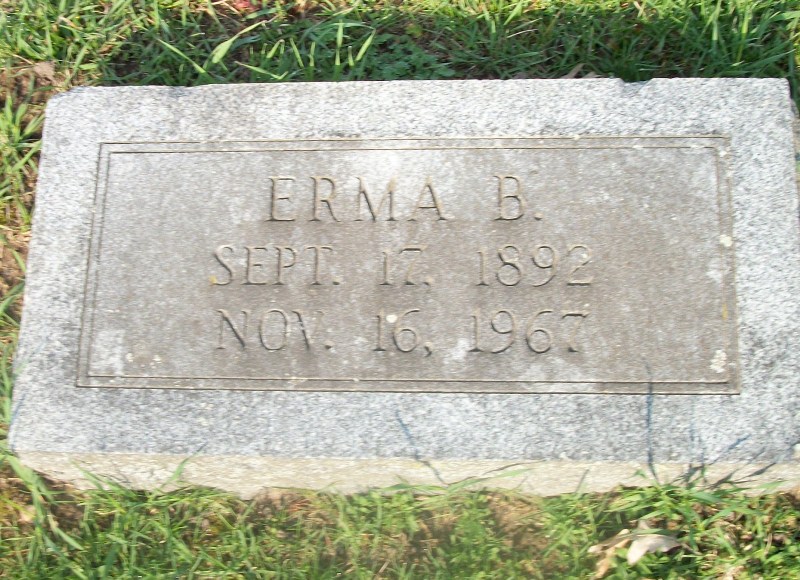 ERMA B.
SEPT. 17, 1892
NOV. 16, 1967